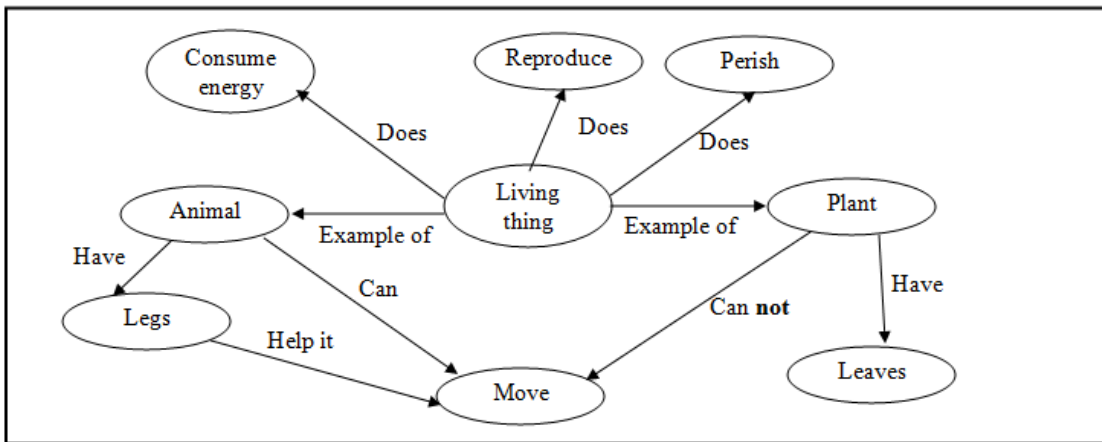 Consume
energy
Reproduce
Perish
Does
Does
Does
Living
thing
Animal
Example of
Example of
Plant
Have
Can
Can not
Have
Legs
Help it
Move
Leaves